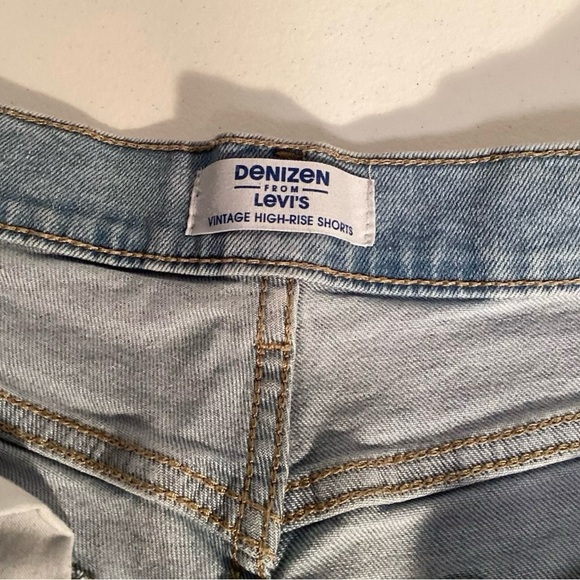 DENIZEN
FROM
LEVI'S
VINTAGE HIGH-RISE SHORTS